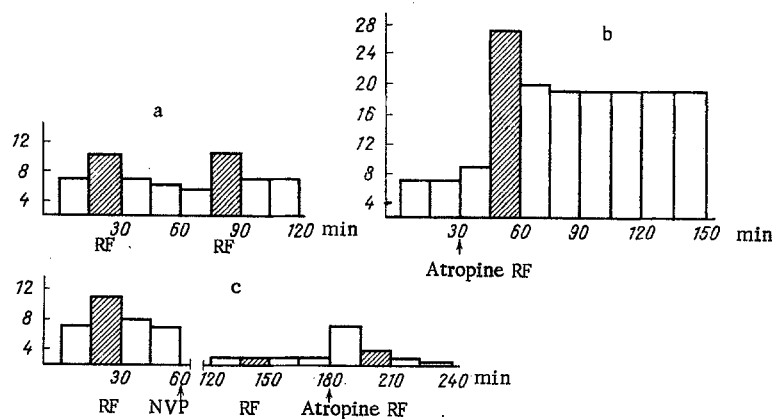 a
12
8
4
30 60 90 120 min
RF RF
b
28
24
20
16
12
8
4
30 60 90 120 150 min
Atropine RF
c
12
8
4
30 60 120 150 180 210 240 min
RF NVP RF Atropine RF